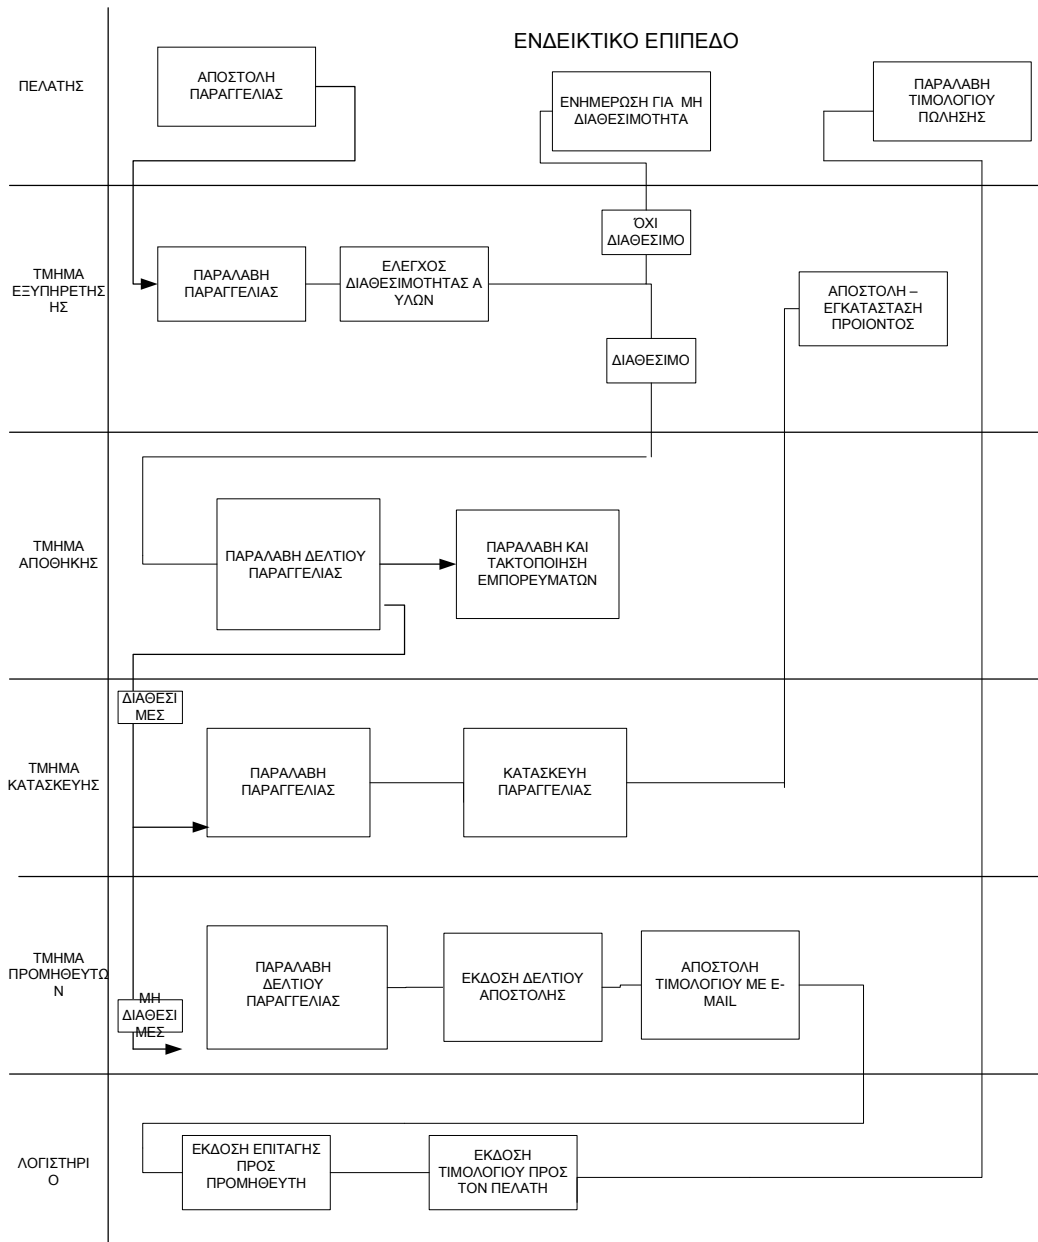 ΕΝΔΕΙΚΤΙΚΟ ΕΠΙΠΕΔΟ
ΠΕΛΑΤΗΣ
ΑΠΟΣΤΟΛΗ
ΠΑΡΑΓΓΕΛΙΑΣ
ΕΝΗΜΕΡΩΣΗ ΓΙΑ ΜΗ
ΔΙΑΘΕΣΙΜΟΤΗΤΑ
ΠΑΡΑΛΑΒΗ
ΤΙΜΟΛΟΓΙΟΥ
ΠΩΛΗΣΗΣ
ΤΜΗΜΑ
ΕΞΥΠΗΡΕΤΗΣ
ΗΣ
ΠΑΡΑΛΑΒΗ
ΠΑΡΑΓΓΕΛΙΑΣ
ΕΛΕΓΧΟΣ
ΔΙΑΘΕΣΙΜΟΤΗΤΑΣ Α
ΥΛΩΝ
ΌΧΙ
ΔΙΑΘΕΣΙΜΟ
ΔΙΑΘΕΣΙΜΟ
ΑΠΟΣΤΟΛΗ –
ΕΓΚΑΤΑΣΤΑΣΗ
ΠΡΟΙΟΝΤΟΣ
ΤΜΗΜΑ
ΑΠΟΘΗΚΗΣ
ΠΑΡΑΛΑΒΗ ΔΕΛΤΙΟΥ
ΠΑΡΑΓΓΕΛΙΑΣ
ΠΑΡΑΛΑΒΗ ΚΑΙ
ΤΑΚΤΟΠΟΙΗΣΗ
ΕΜΠΟΡΕΥΜΑΤΩΝ
ΤΜΗΜΑ
ΚΑΤΑΣΚΕΥΗΣ
ΔΙΑΘΕΣΙ
ΜΕΣ
ΠΑΡΑΛΑΒΗ
ΠΑΡΑΓΓΕΛΙΑΣ
ΚΑΤΑΣΚΕΥΗ
ΠΑΡΑΓΓΕΛΙΑΣ
ΤΜΗΜΑ
ΠΡΟΜΗΘΕΥΤΩ
Ν
ΜΗ
ΔΙΑΘΕΣΙ
ΜΕΣ
ΠΑΡΑΛΑΒΗ
ΔΕΛΤΙΟΥ
ΠΑΡΑΓΓΕΛΙΑΣ
ΕΚΔΟΣΗ ΔΕΛΤΙΟΥ
ΑΠΟΣΤΟΛΗΣ
ΑΠΟΣΤΟΛΗ
ΤΙΜΟΛΟΓΙΟΥ ΜΕ E-
MAIL
ΛΟΓΙΣΤΗΡΙ
Ο
ΕΚΔΟΣΗ ΕΠΙΤΑΓΗΣ
ΠΡΟΣ
ΠΡΟΜΗΘΕΥΤΗ
ΕΚΔΟΣΗ
ΤΙΜΟΛΟΓΙΟΥ ΠΡΟΣ
ΤΟΝ ΠΕΛΑΤΗ